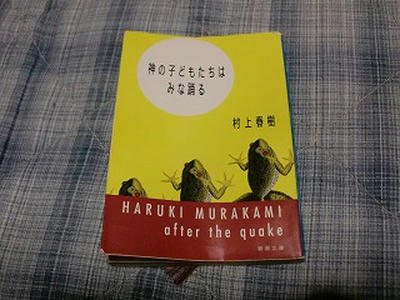 神の子どもたちは
みな踊る
村上春樹
HARUKI MURAKAMI
after the quake
新潮文庫